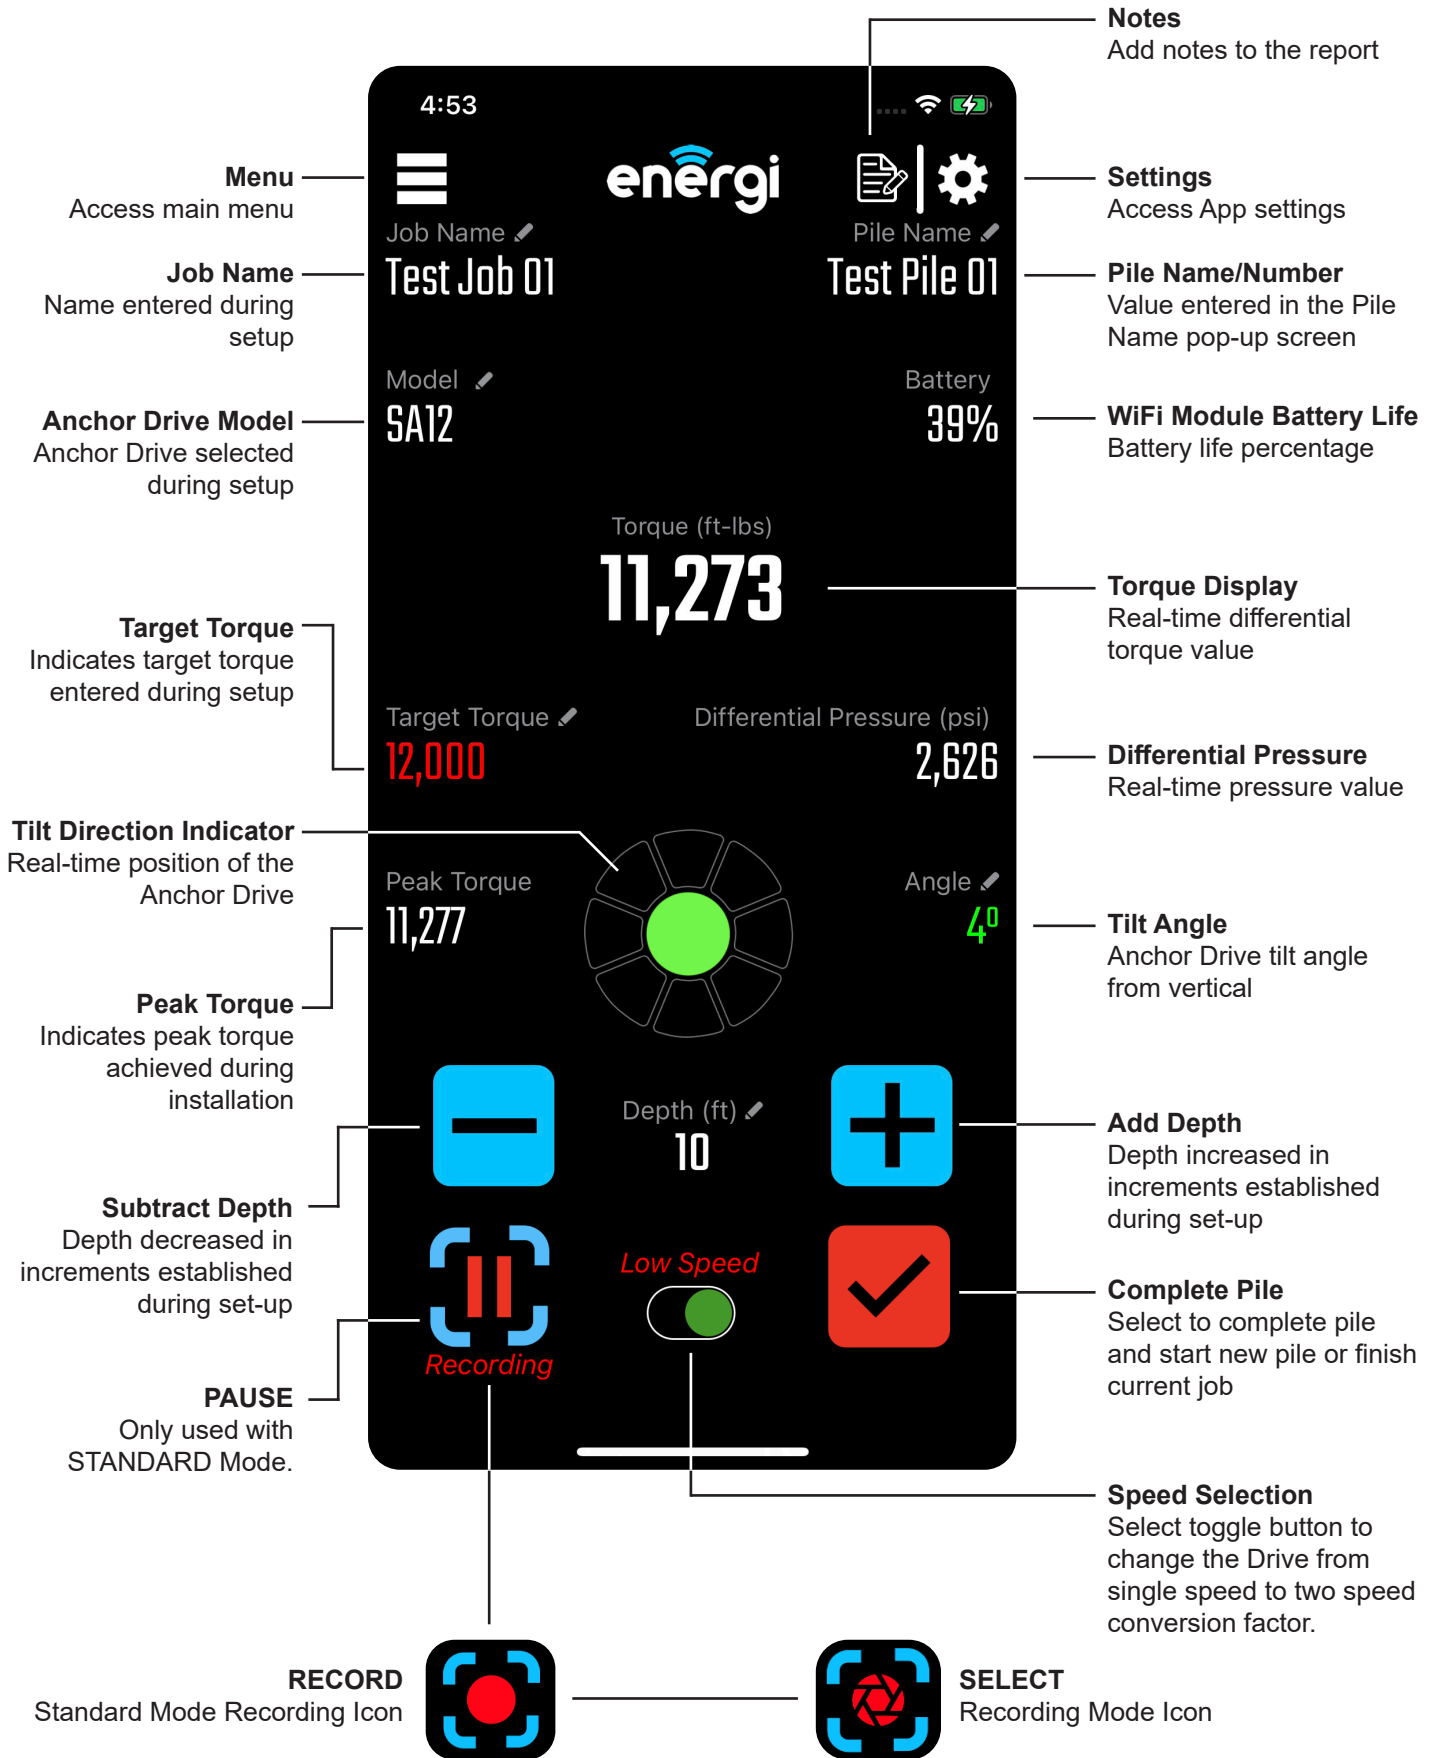 Notes
Add notes to the report
4:53
energi
Menu
Access main menu
Settings
Access App settings
Job Name
Pile Name
Test Job 01
Test Pile 01
Job Name
Name entered during
setup
Pile Name/Number
Value entered in the Pile
Name pop-up screen
Model
Battery
SA12
39%
Anchor Drive Model
Anchor Drive selected
during setup
WiFi Module Battery Life
Battery life percentage
Torque (ft-lbs)
11,273
Torque Display
Real-time differential
torque value
Target Torque
Indicates target torque
entered during setup
Target Torque
Differential Pressure (psi)
12,000
2,626
Differential Pressure
Real-time pressure value
Tilt Direction Indicator
Real-time position of the
Anchor Drive
Peak Torque
Angle
11,277
4º
Tilt Angle
Anchor Drive tilt angle
from vertical
Peak Torque
Indicates peak torque
achieved during
installation
Depth (ft)
10
Add Depth
Depth increased in
increments established
during set-up
Subtract Depth
Depth decreased in
increments established
during set-up
Low Speed
Recording
Complete Pile
Select to complete pile
and start new pile or finish
current job
PAUSE
Only used with
STANDARD Mode.
Speed Selection
Select toggle button to
change the Drive from
single speed to two speed
conversion factor.
RECORD
Standard Mode Recording Icon
SELECT
Recording Mode Icon